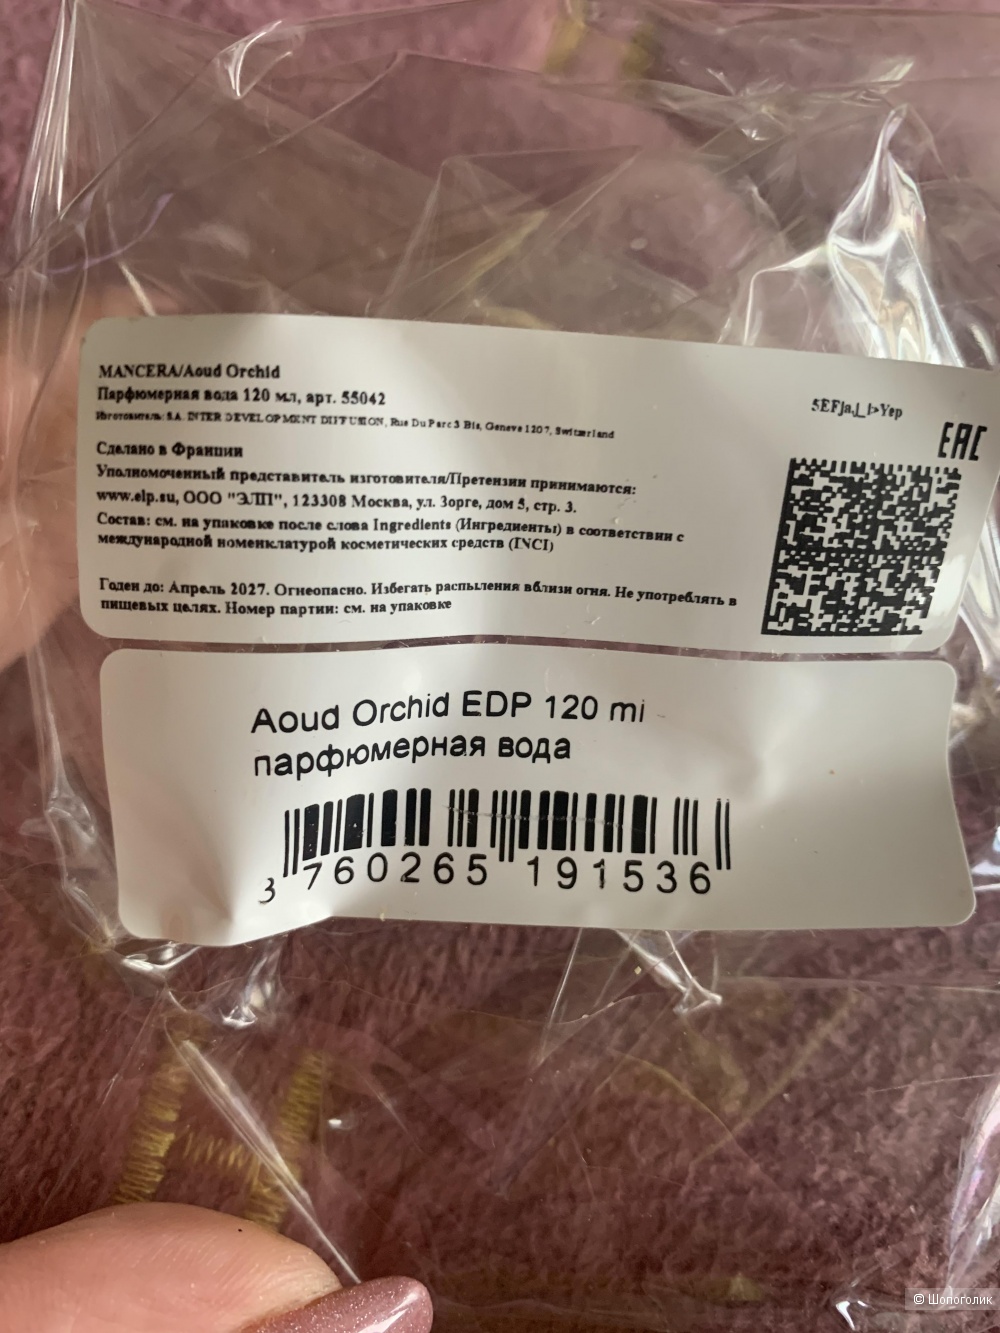 MANCERA/Aoud Orchid
Парфюмерная вода 120 мл, арт. 55042
Изготовитель: S.A. INTER DEVELOPMENT DIFFUSION, Rue Du Parc 3 Bis, Geneve 1207, Switzerland
Сделано в Франции
Уполномоченный представитель изготовителя/Претензии принимаются:
www.elp.su, ООО "ЭЛП", 123308 Москва, ул. Зорге, дом 5, стр. 3.
Состав: см. на упаковке после слова Ingredients (Ингредиенты) в соответствии с
международной номенклатурой косметических средств (INCI)
Годен до: Апрель 2027. Огнеопасно. Избегать распыления вблизи огня. Не употреблять в
пищевых целях. Номер партии: см. на упаковке
EAC
Aoud Orchid EDP 120 ml
парфюмерная вода
3 760265 191536
© Шопоголик